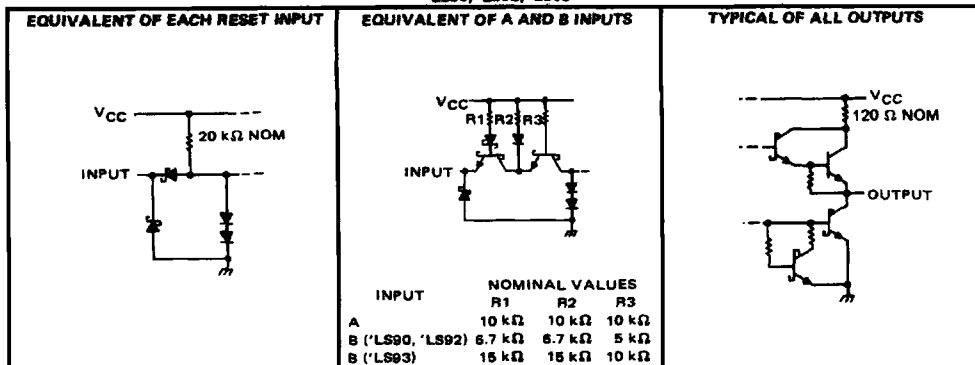 EQUIVALENT OF EACH RESET INPUT
VCC
20 kΩ NOM
INPUT
EQUIVALENT OF A AND B INPUTS
VCC
R1 R2 R3
INPUT
INPUT NOMINAL VALUES
R1 R2 R3
A 10 kΩ 10 kΩ 10 kΩ
B ('LS90, 'LS92) 6.7 kΩ 6.7 kΩ 5 kΩ
B ('LS93) 15 kΩ 15 kΩ 10 kΩ
TYPICAL OF ALL OUTPUTS
VCC
120 Ω NOM
OUTPUT